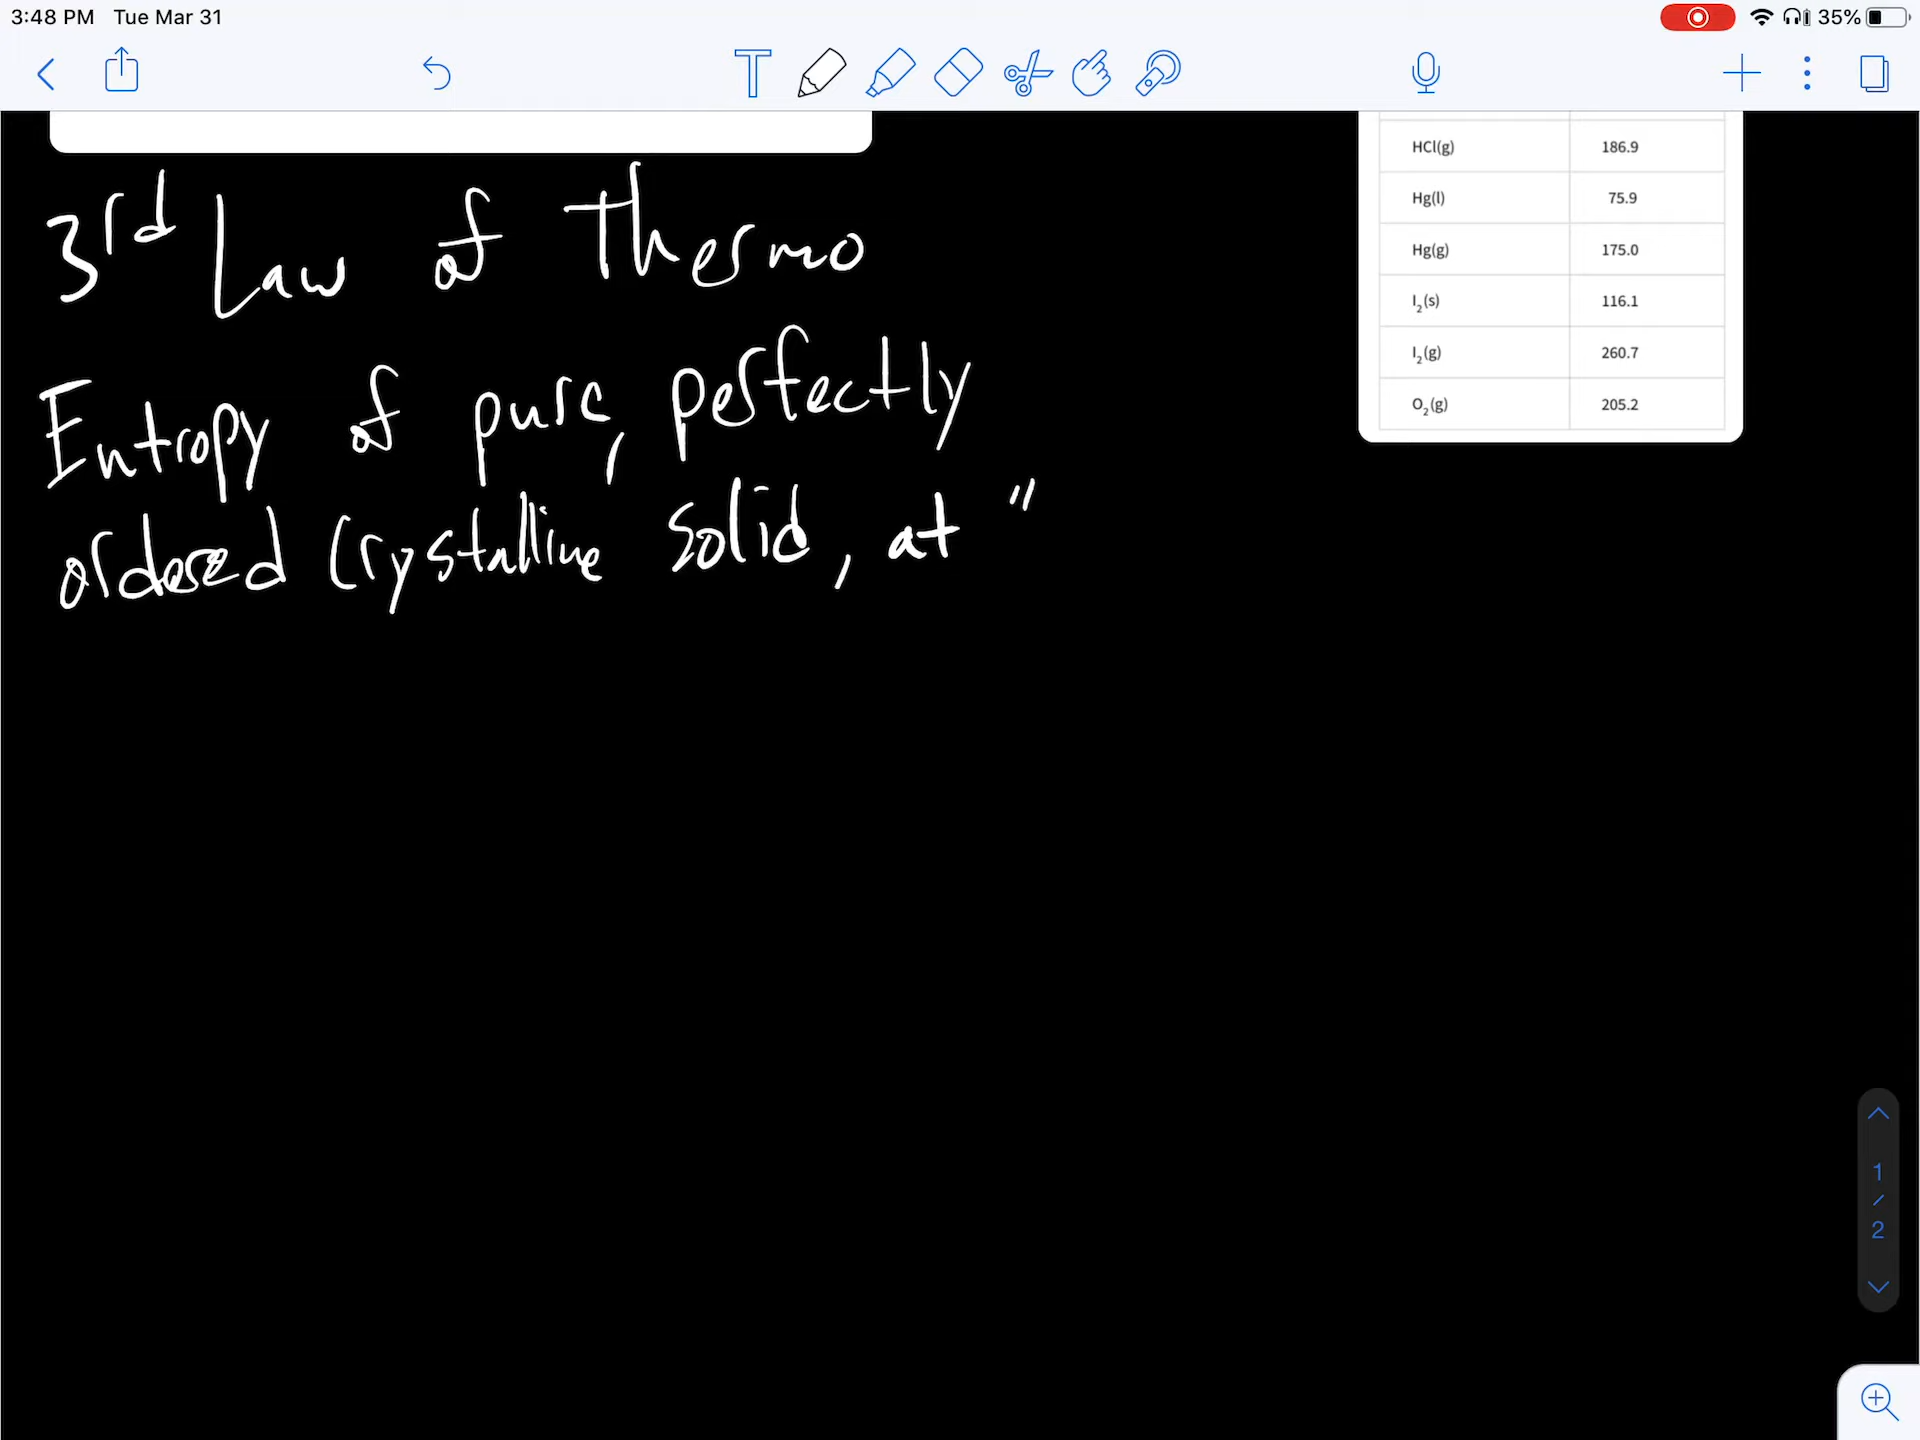 3:48 PM Tue Mar 31
35%
T
HCl(g) 186.9
Hg(l) 75.9
Hg(g) 175.0
I₂(s) 116.1
I₂(g) 260.7
O₂(g) 205.2
3rd Law of Thermo
Entropy of pure, perfectly
ordered Crystalline Solid, at "
1
/
2